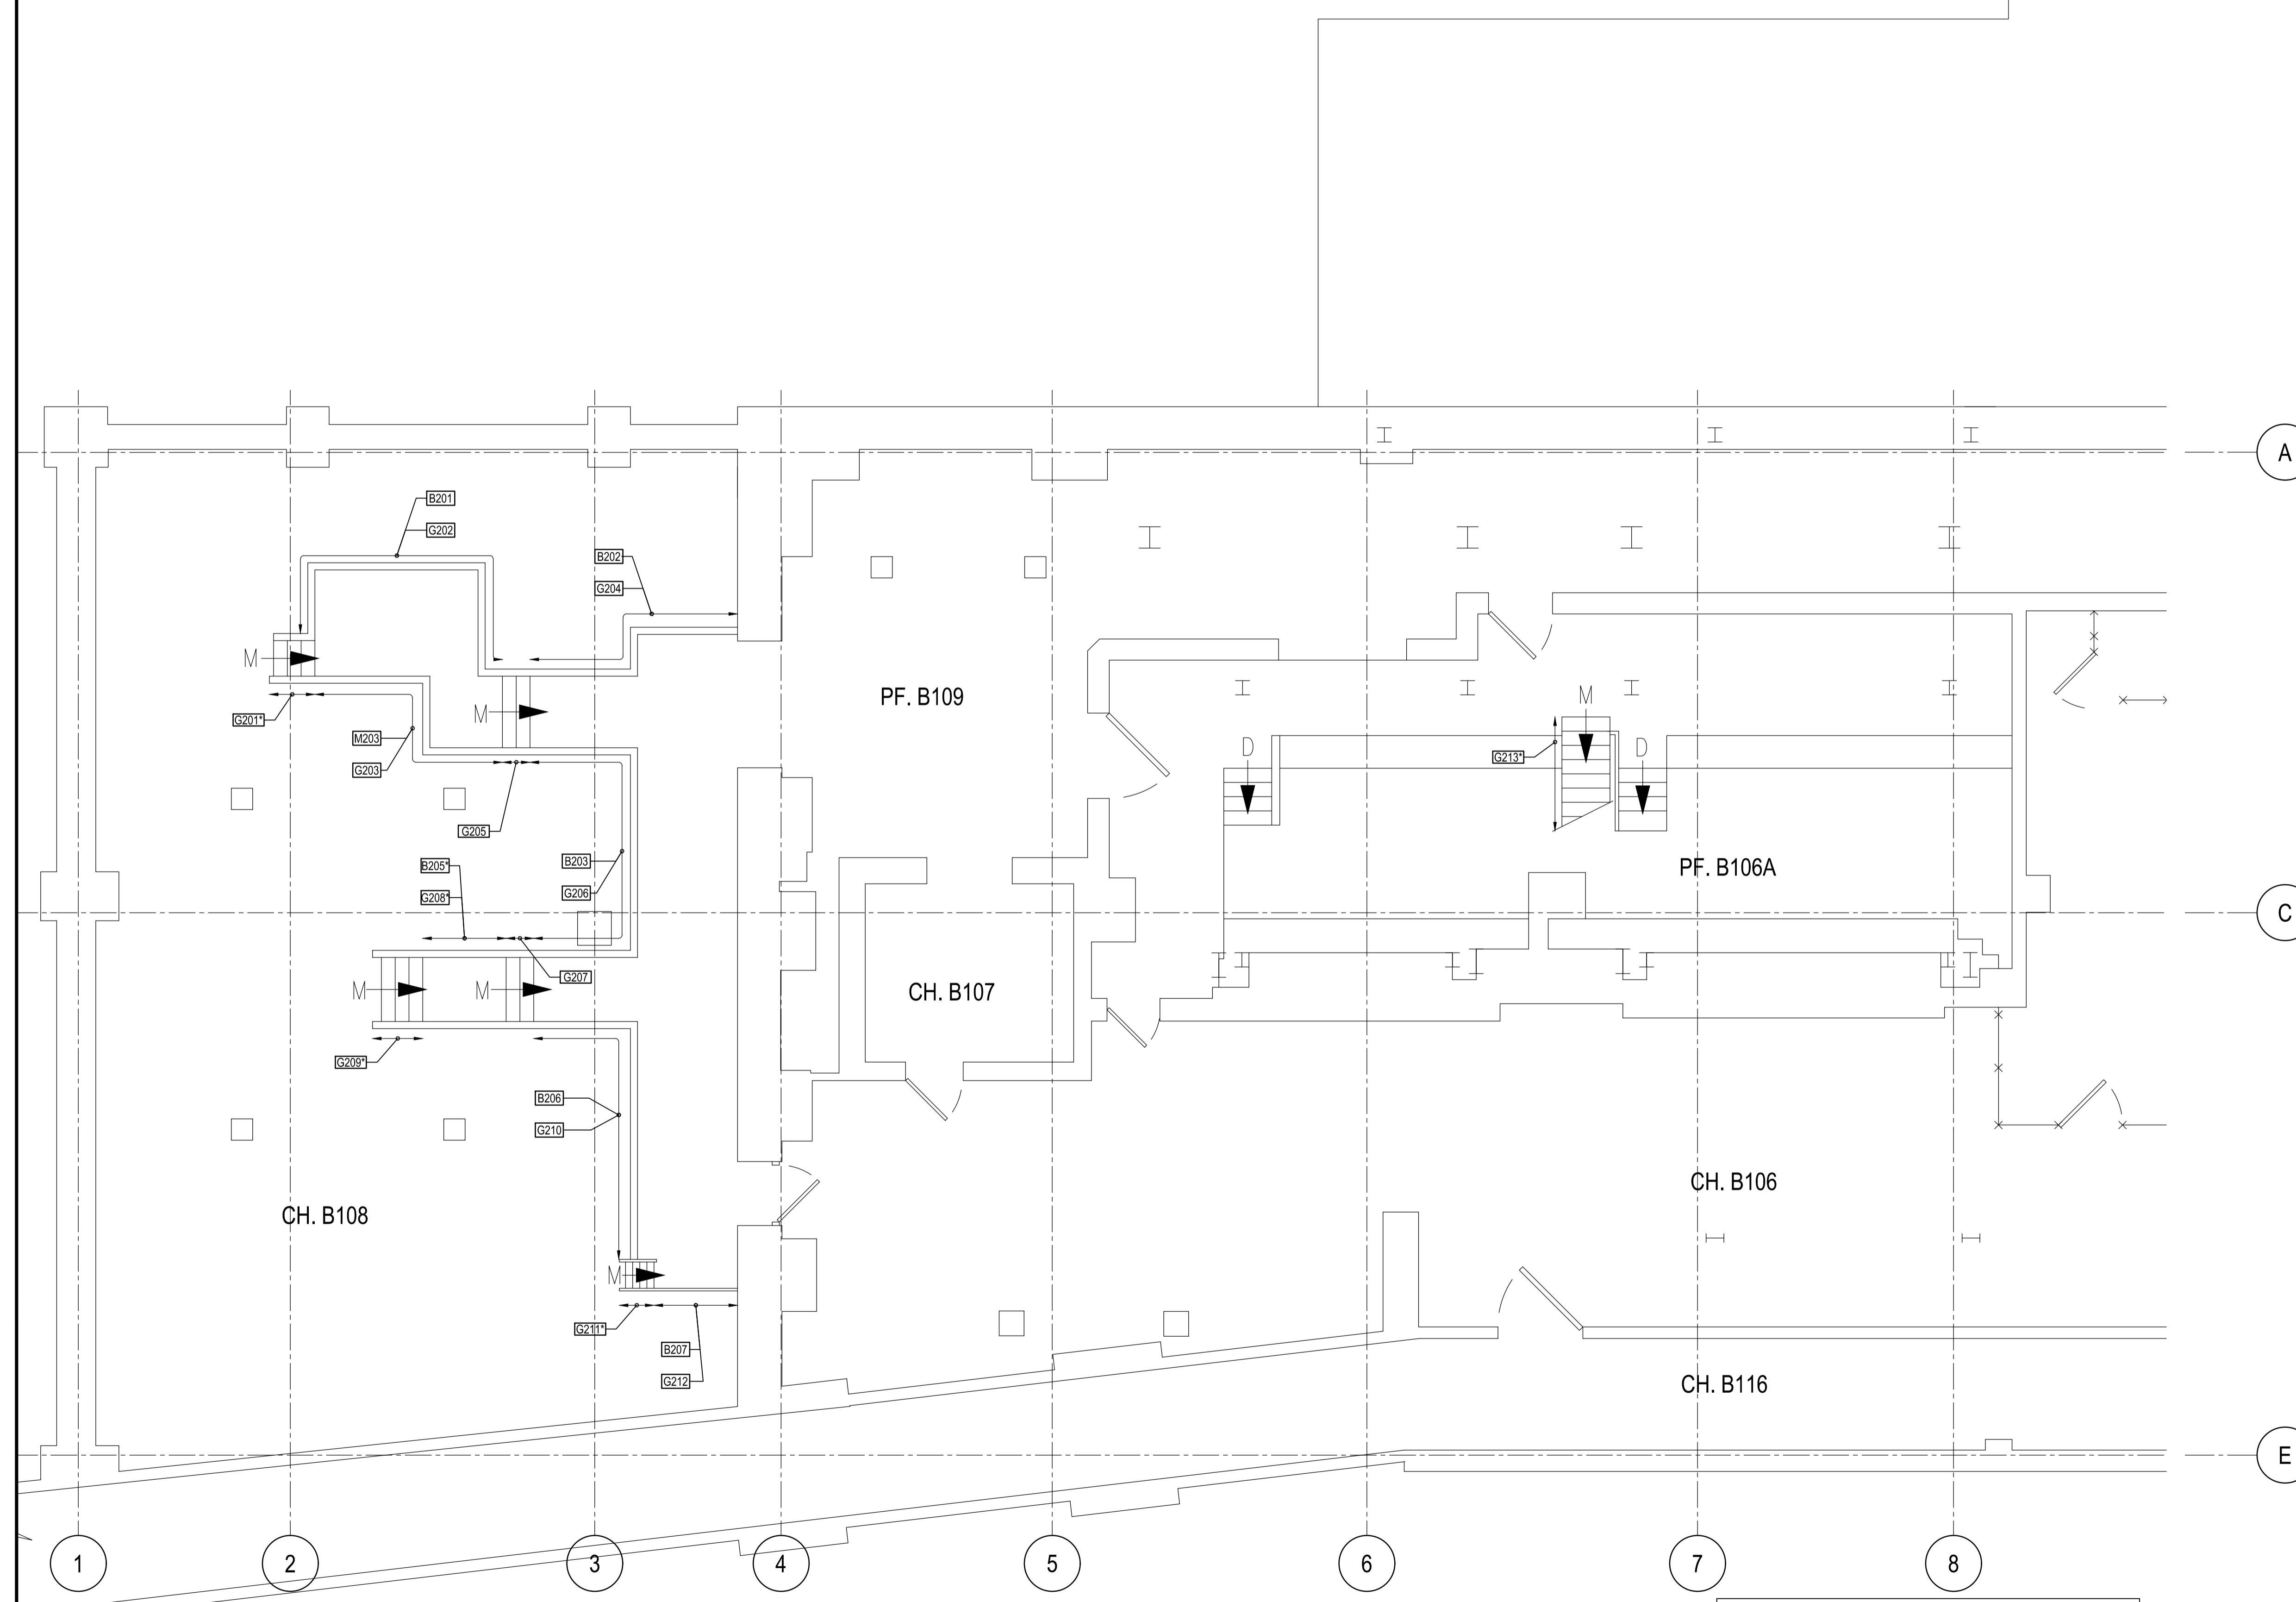 A
B201
G202
B202
G204
M
G201*
M
M203
G203
G205
B203
G206
B205*
G208*
G207
M
M
G209*
B206
G210
CH. B108
M
G211*
B207
G212
PF. B109
CH. B107
D
G213*
M
D
PF. B106A
C
CH. B106
CH. B116
E
1
2
3
4
5
6
7
8